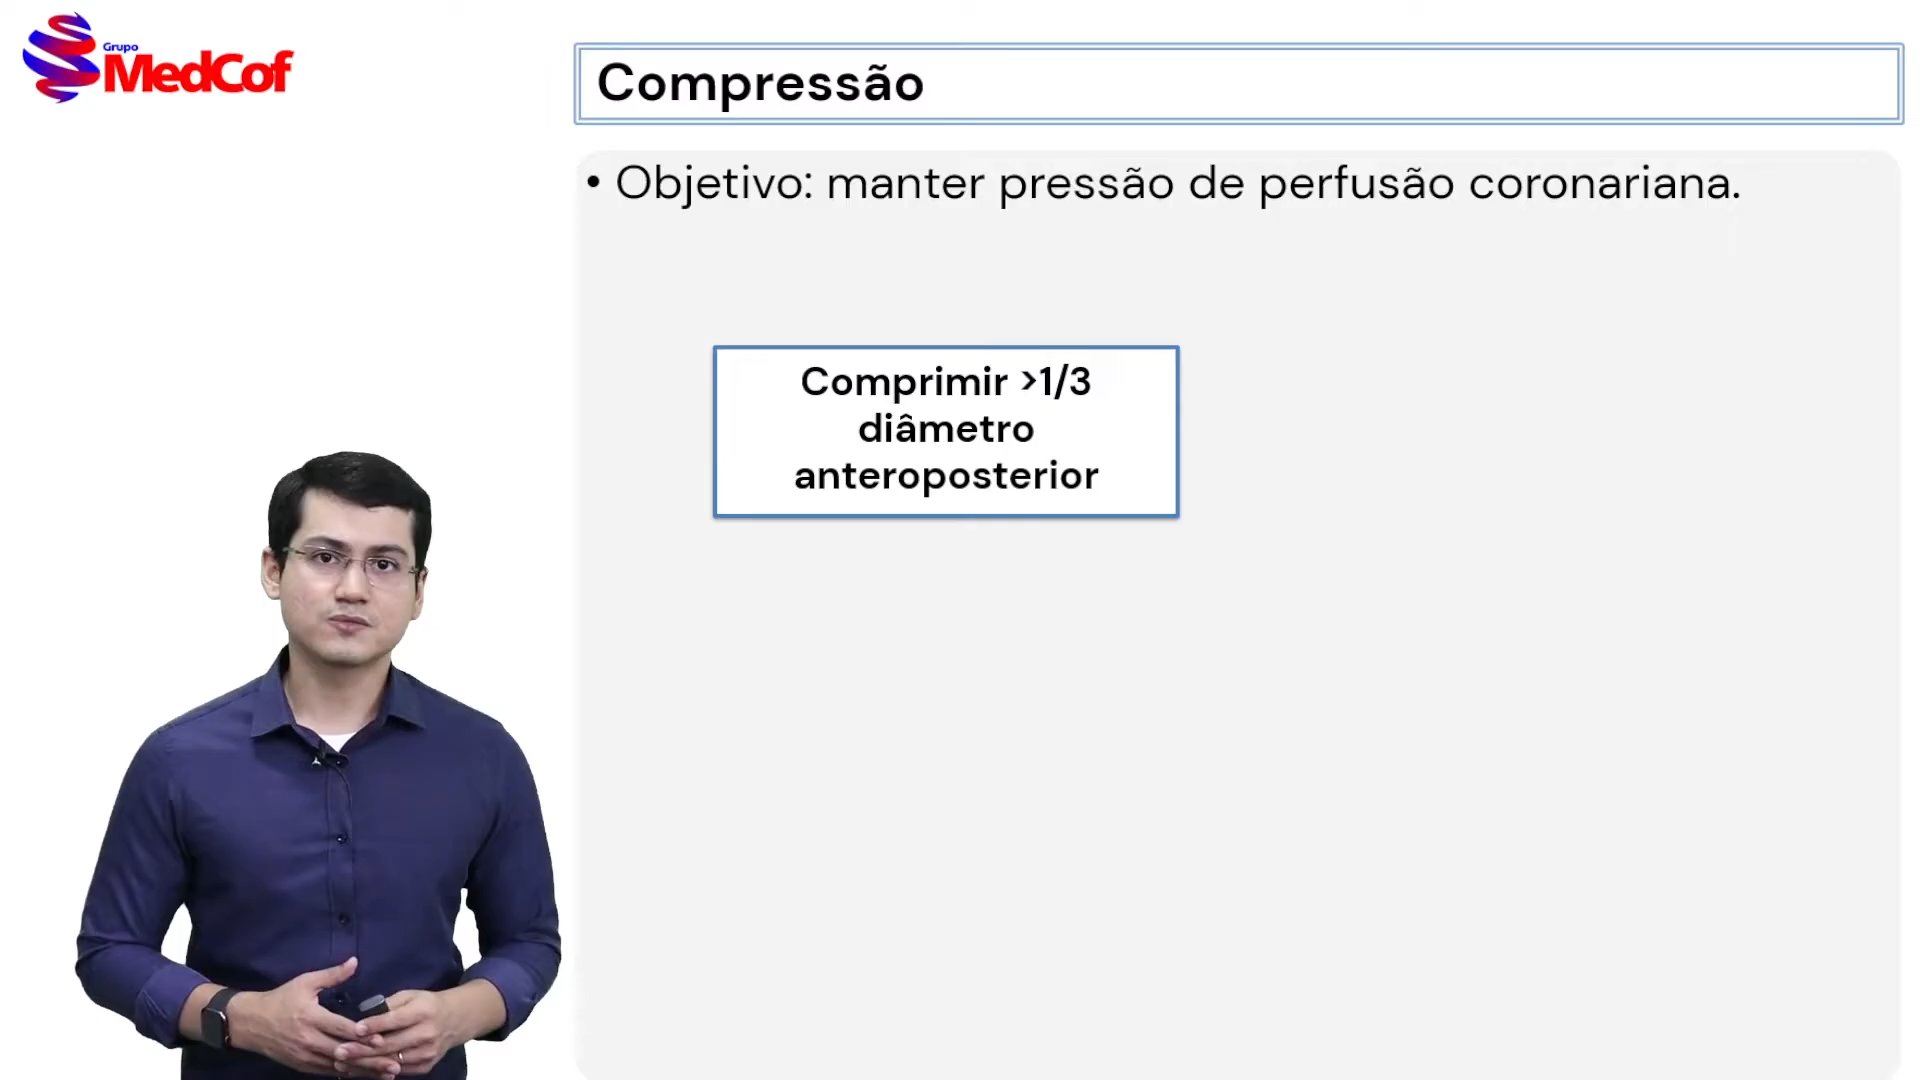 Grupo
MedCof
Compressão
• Objetivo: manter pressão de perfusão coronariana.
Comprimir >1/3
diâmetro
anteroposterior